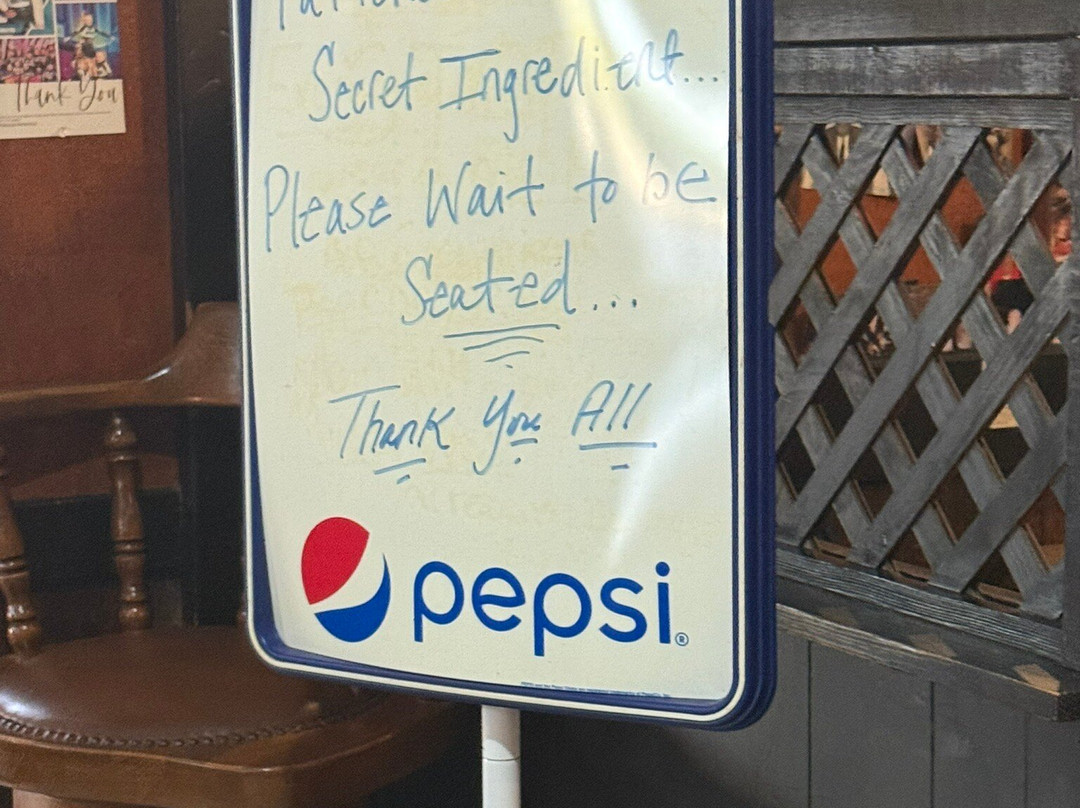 Secret Ingredient...
Please Wait to be
Seated...
Thank You All
pepsi®
Thank You